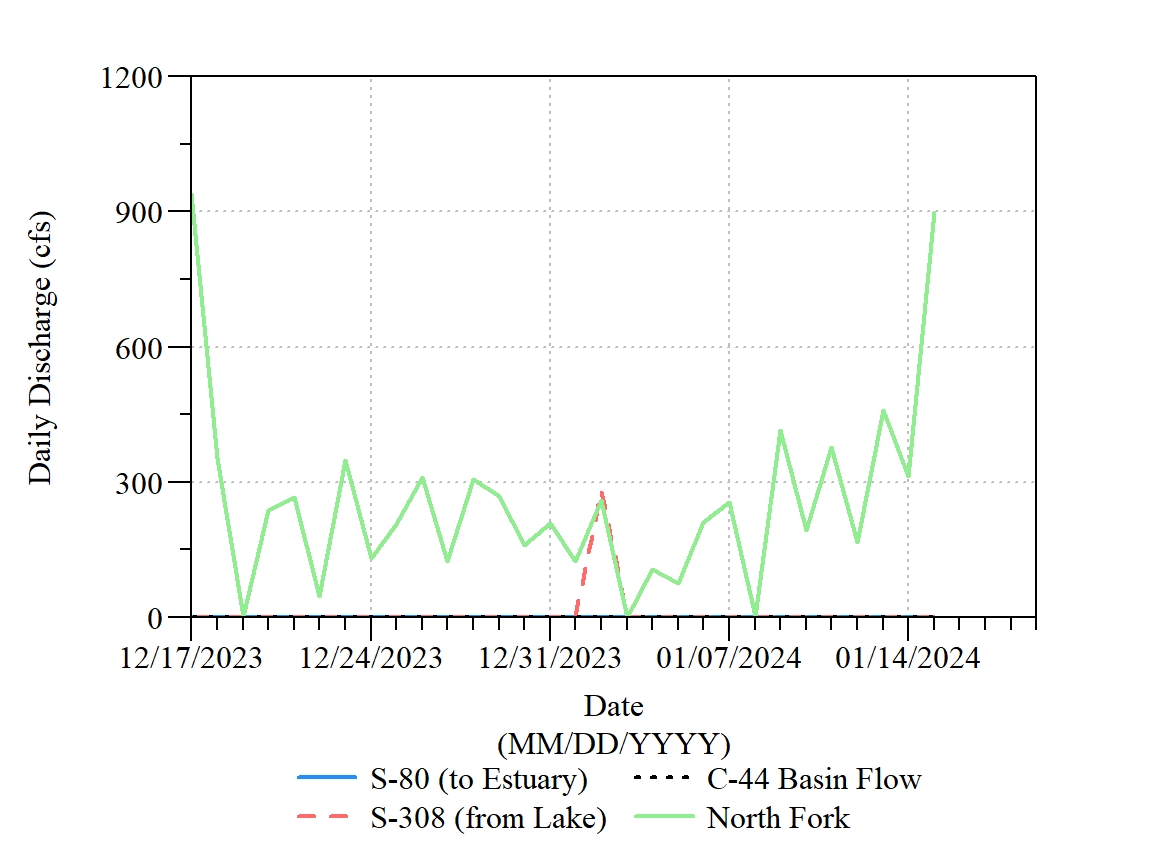 1200
900
600
300
0
Daily Discharge (cfs)
12/17/2023 12/24/2023 12/31/2023 01/07/2024 01/14/2024
Date
(MM/DD/YYYY)
S-80 (to Estuary) C-44 Basin Flow
S-308 (from Lake) North Fork